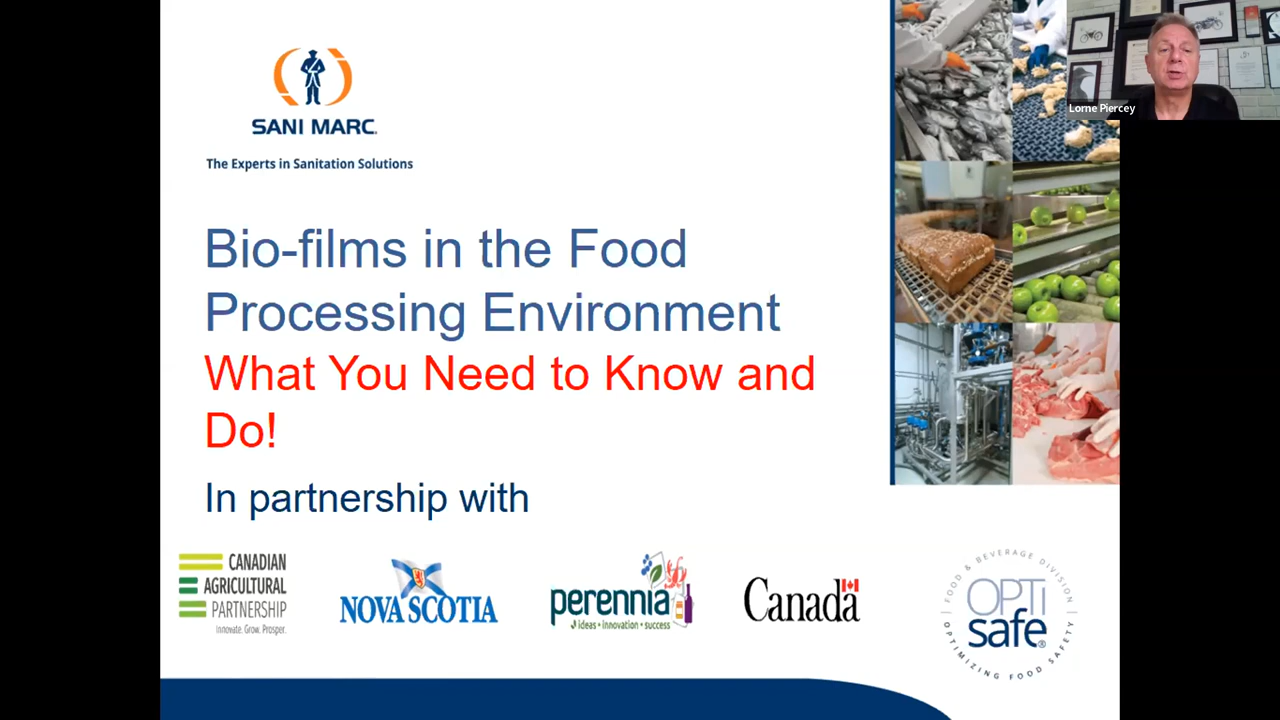 SANI MARC.
The Experts in Sanitation Solutions
Lorne Piercey
Bio-films in the Food
Processing Environment
What You Need to Know and
Do!
In partnership with
CANADIAN
AGRICULTURAL
PARTNERSHIP
Innovate. Grow. Prosper.
NOVA SCOTIA
perennia
ideas • innovation • success
Canada
FOOD & BEVERAGE DIVISION
OPTi
safe®
OPTIMIZING FOOD SAFETY